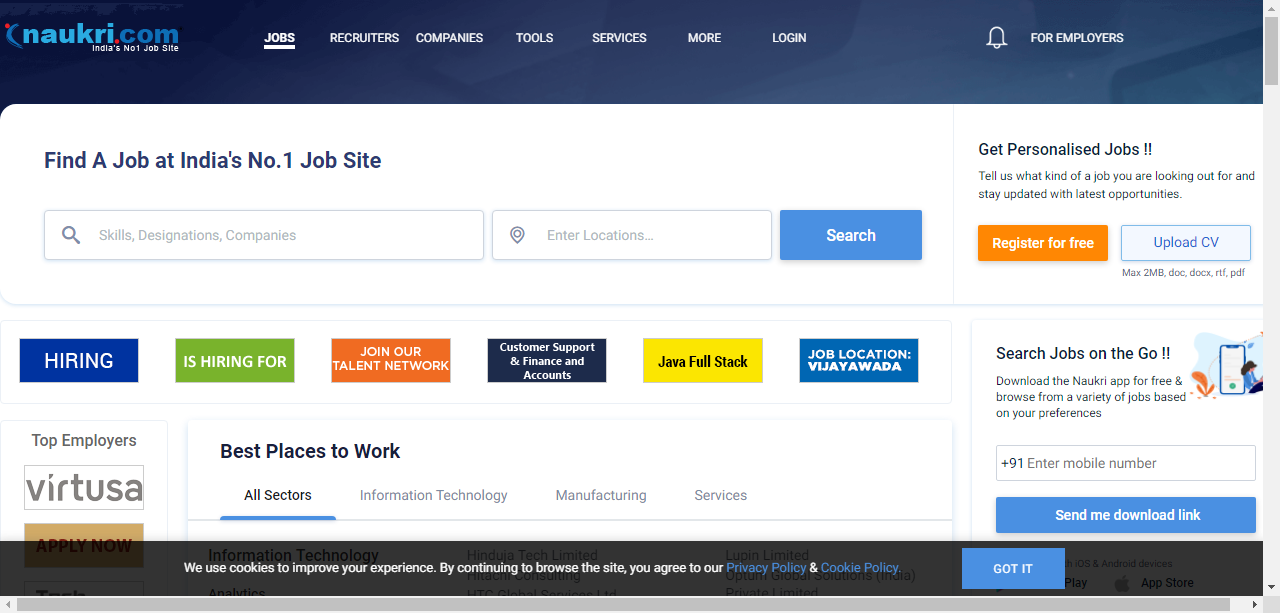 naukri.com
India's No1 Job Site
JOBS
RECRUITERS
COMPANIES
TOOLS
SERVICES
MORE
LOGIN
FOR EMPLOYERS
Find A Job at India's No.1 Job Site
Skills, Designations, Companies
Enter Locations...
Search
Get Personalised Jobs !!
Tell us what kind of a job you are looking out for and
stay updated with latest opportunities.
Register for free
Upload CV
Max 2MB, doc, docx, rtf, pdf
HIRING
IS HIRING FOR
JOIN OUR
TALENT NETWORK
Customer Support
& Finance and
Accounts
Java Full Stack
JOB LOCATION:
VIJAYAWADA
Search Jobs on the Go !!
Download the Naukri app for free &
browse from a variety of jobs based
on your preferences
+91 Enter mobile number
Send me download link
Top Employers
virtusa
APPLY NOW
Tech
Best Places to Work
All Sectors
Information Technology
Manufacturing
Services
Information Technology
Analytics
Hinduja Tech Limited
Hitachi Consulting
HTC Global Services Ltd
Lupin Limited
Optum Global Solutions (India)
Private Limited
We use cookies to improve your experience. By continuing to browse the site, you agree to our Privacy Policy & Cookie Policy.
GOT IT
iOS & Android devices
Play
App Store